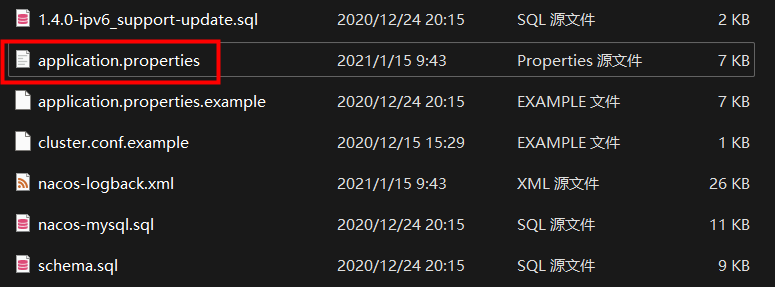 1.4.0-ipv6_support-update.sql 2020/12/24 20:15 SQL 源文件 2 KB
application.properties 2021/1/15 9:43 Properties 源文件 7 KB
application.properties.example 2020/12/24 20:15 EXAMPLE 文件 7 KB
cluster.conf.example 2020/12/15 15:29 EXAMPLE 文件 1 KB
nacos-logback.xml 2021/1/15 9:43 XML 源文件 26 KB
nacos-mysql.sql 2020/12/24 20:15 SQL 源文件 11 KB
schema.sql 2020/12/24 20:15 SQL 源文件 9 KB